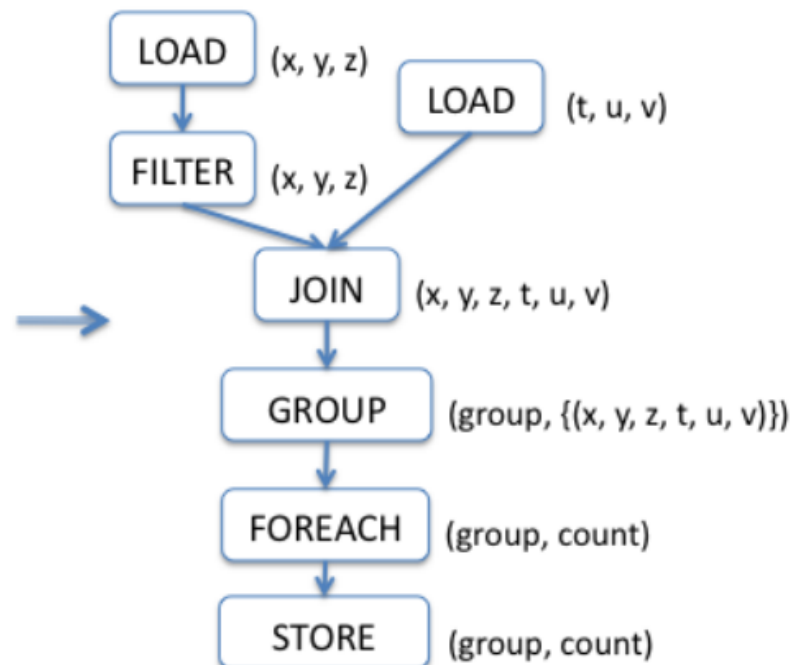 LOAD (x, y, z)
LOAD (t, u, v)
FILTER (x, y, z)
JOIN (x, y, z, t, u, v)
GROUP (group, {(x, y, z, t, u, v)})
FOREACH (group, count)
STORE (group, count)